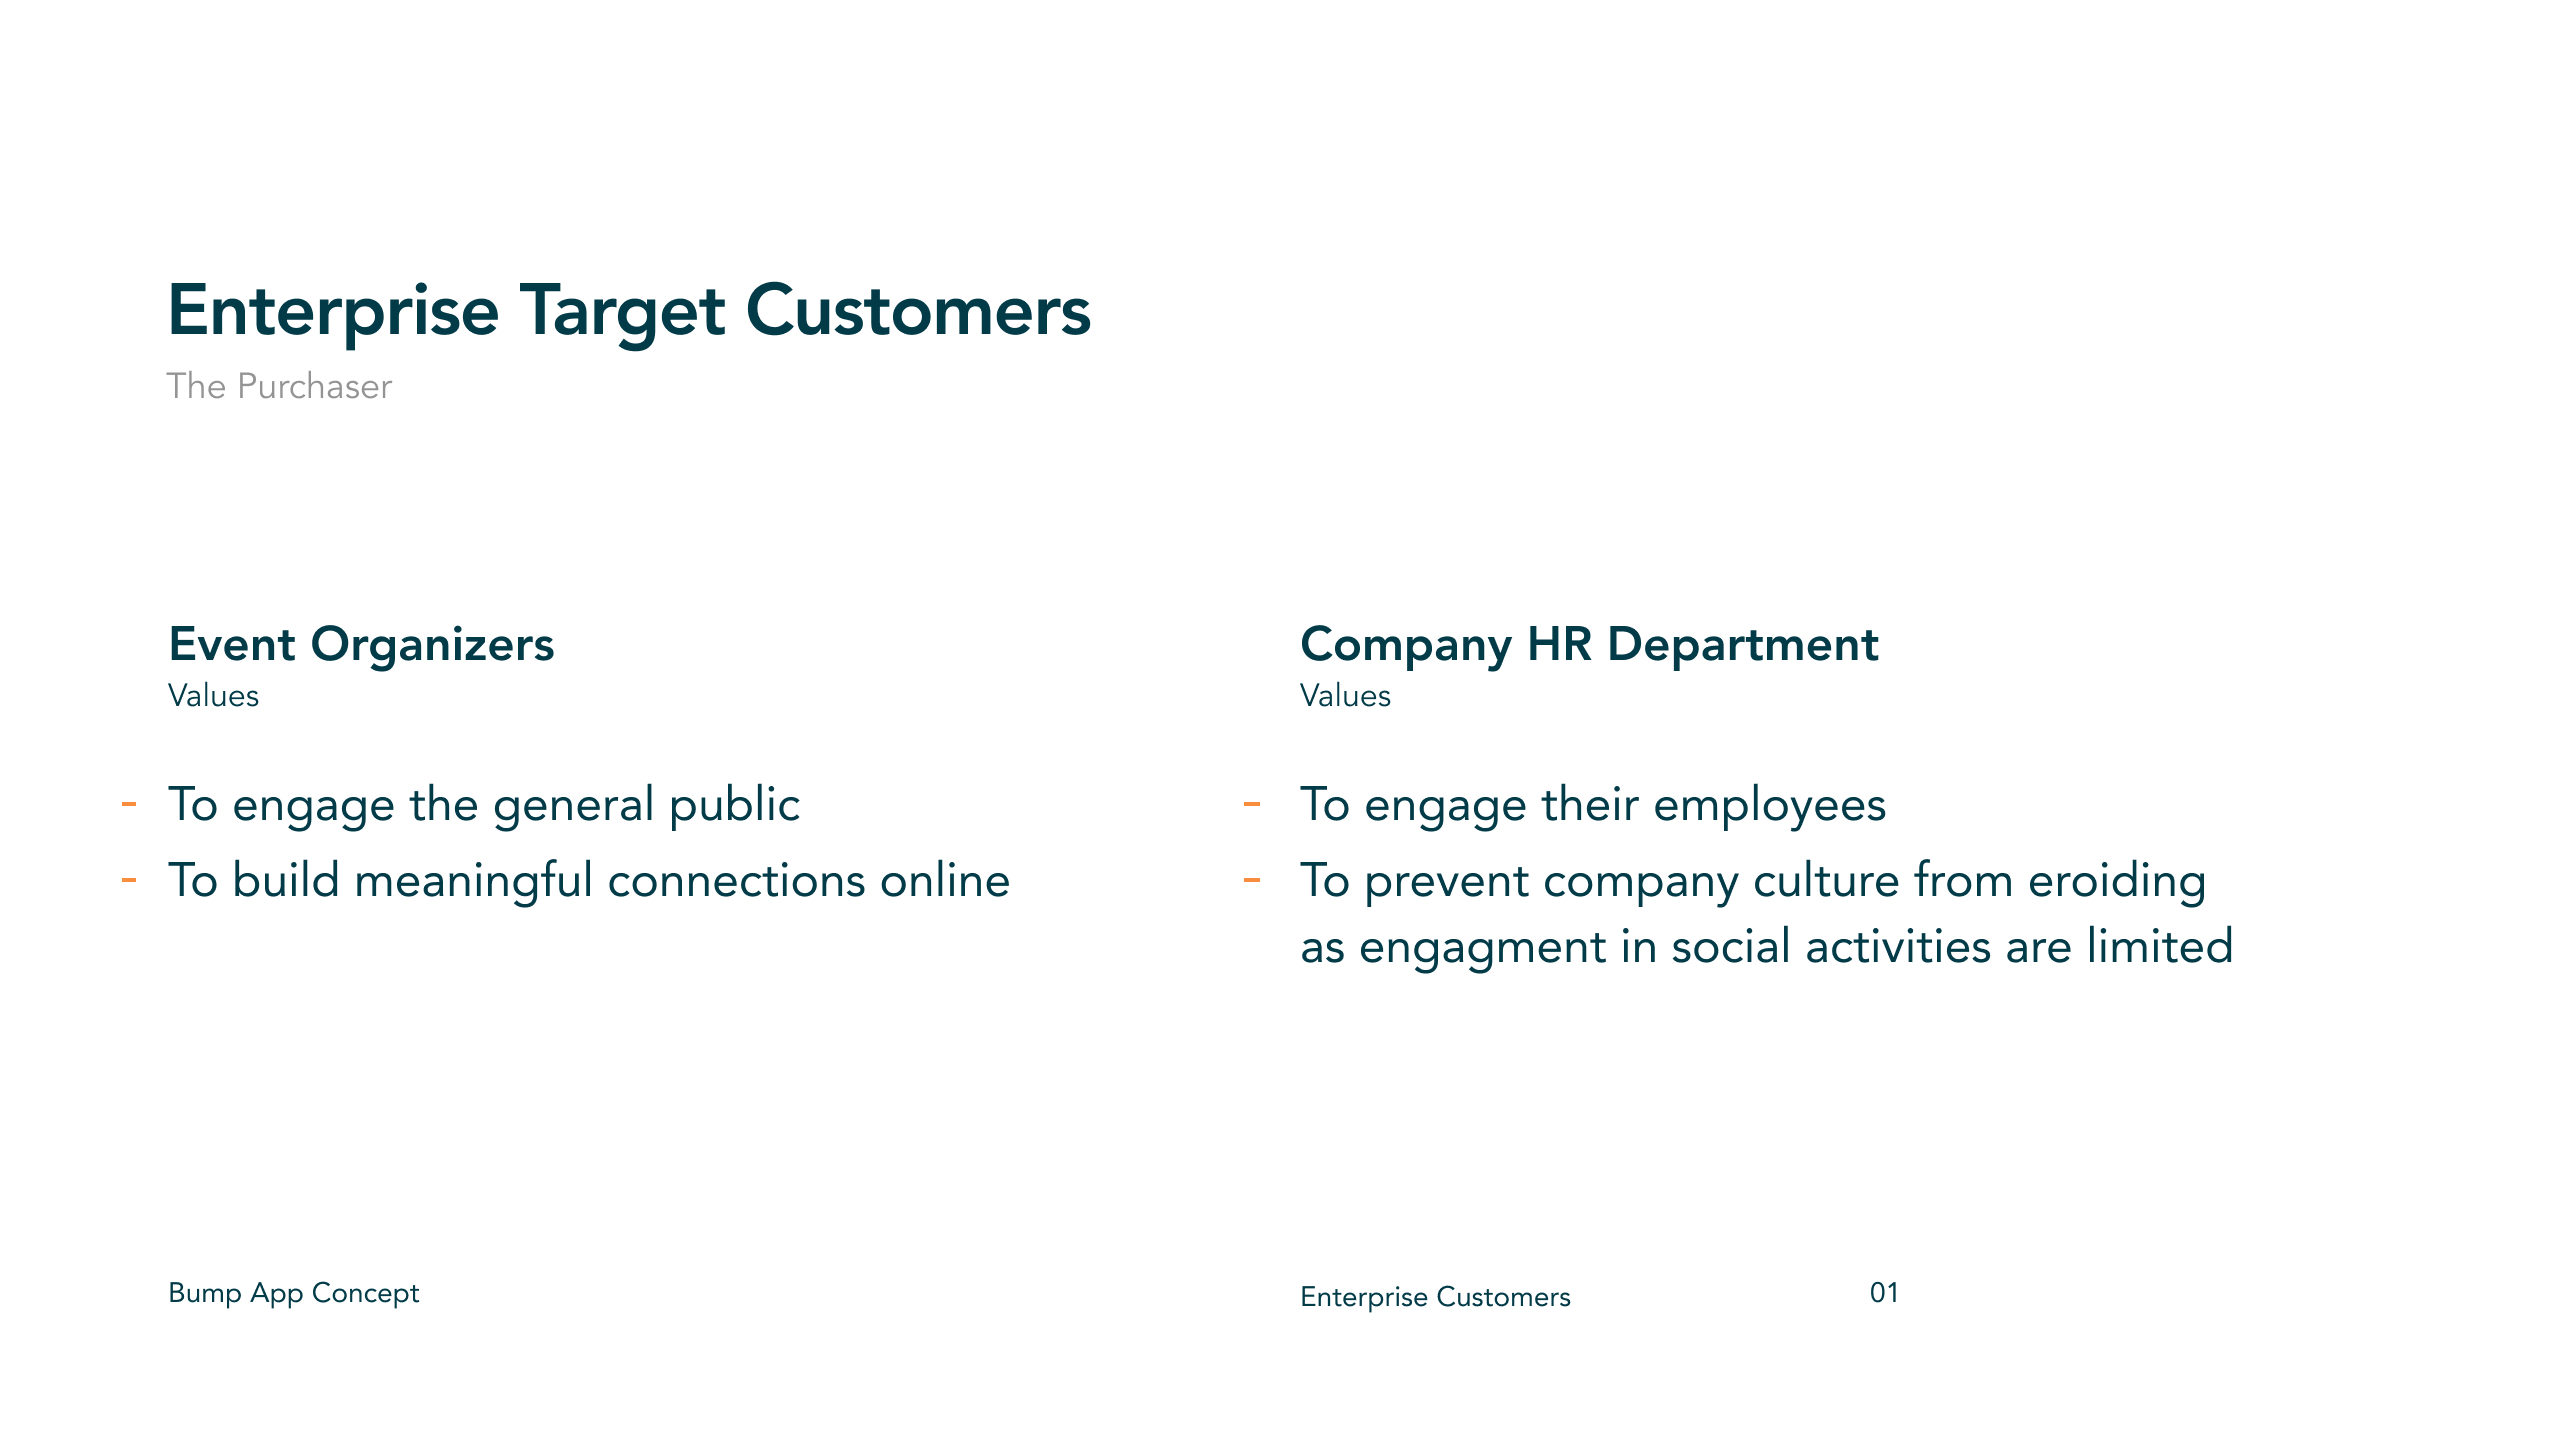 Enterprise Target Customers
The Purchaser
Event Organizers
Values
- To engage the general public
- To build meaningful connections online
Company HR Department
Values
- To engage their employees
- To prevent company culture from eroiding
as engagment in social activities are limited
Bump App Concept
Enterprise Customers
01